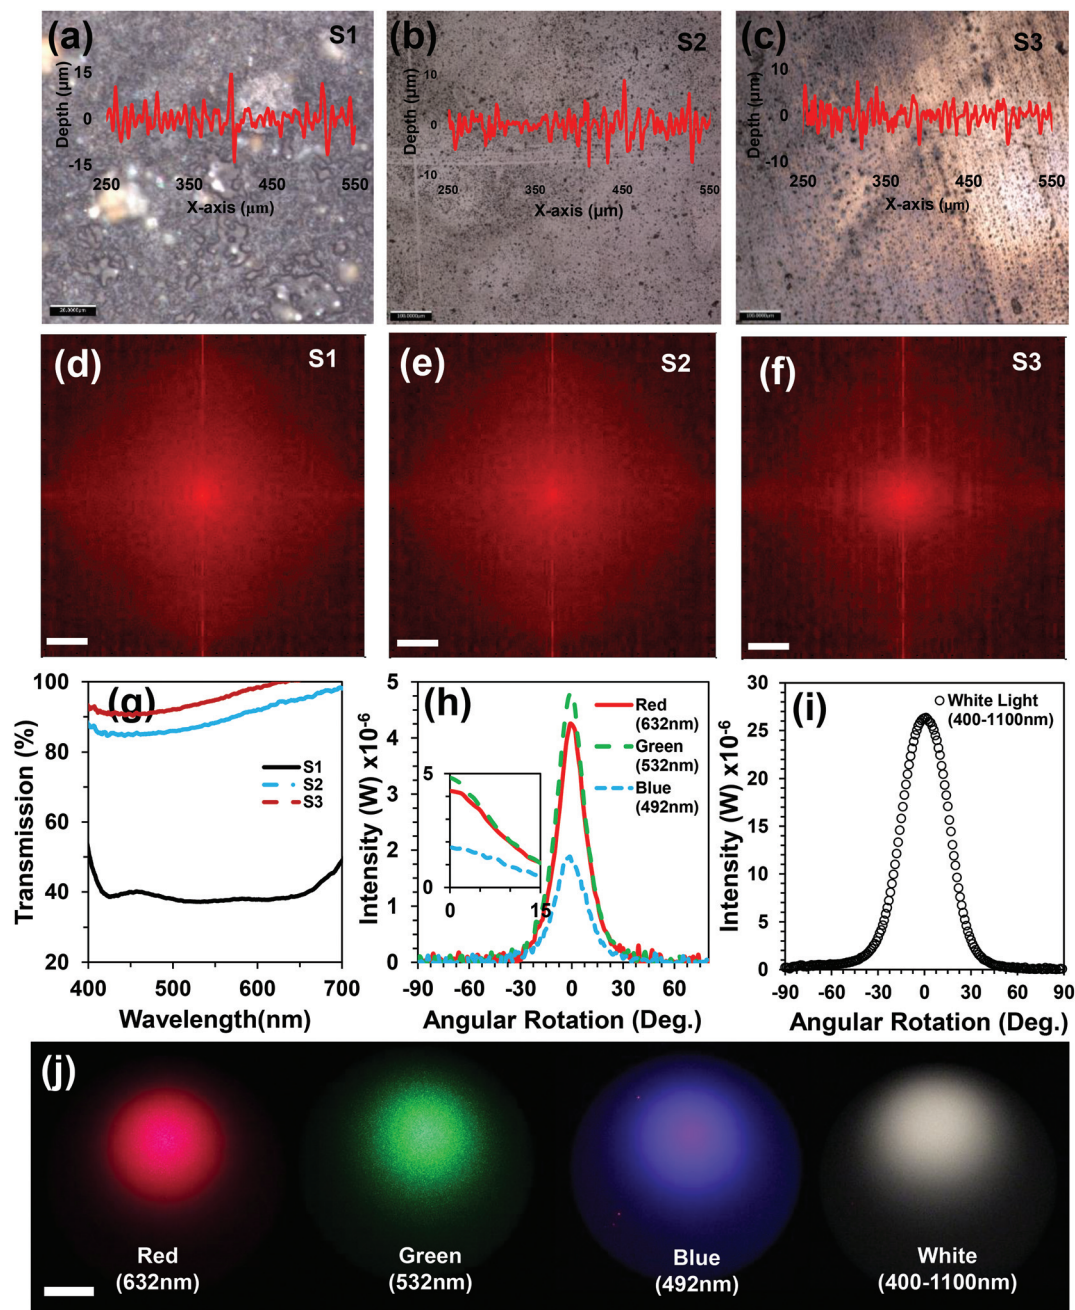 (a)
S1
Depth (µm)
15
0
-15
250
350
450
550
X-axis (µm)
20.0000µm
(b)
S2
Depth (µm)
10
0
-10
250
350
450
550
X-axis (µm)
100.0000µm
(c)
S3
Depth (µm)
10
0
-10
250
350
450
550
X-axis (µm)
100.0000µm
(d)
S1
(e)
S2
(f)
S3
(g)
Transmission (%)
100
80
60
40
20
S1
S2
S3
400
500
600
700
Wavelength(nm)
(h)
Intensity (W) x10-6
5
4
3
2
1
0
Red
(632nm)
Green
(532nm)
Blue
(492nm)
5
0
0
15
-90
-60
-30
0
30
60
Angular Rotation (Deg.)
(i)
Intensity (W) x10-6
30
25
20
15
10
5
0
White Light
(400-1100nm)
-90
-60
-30
0
30
60
90
Angular Rotation (Deg.)
(j)
Red
(632nm)
Green
(532nm)
Blue
(492nm)
White
(400-1100nm)